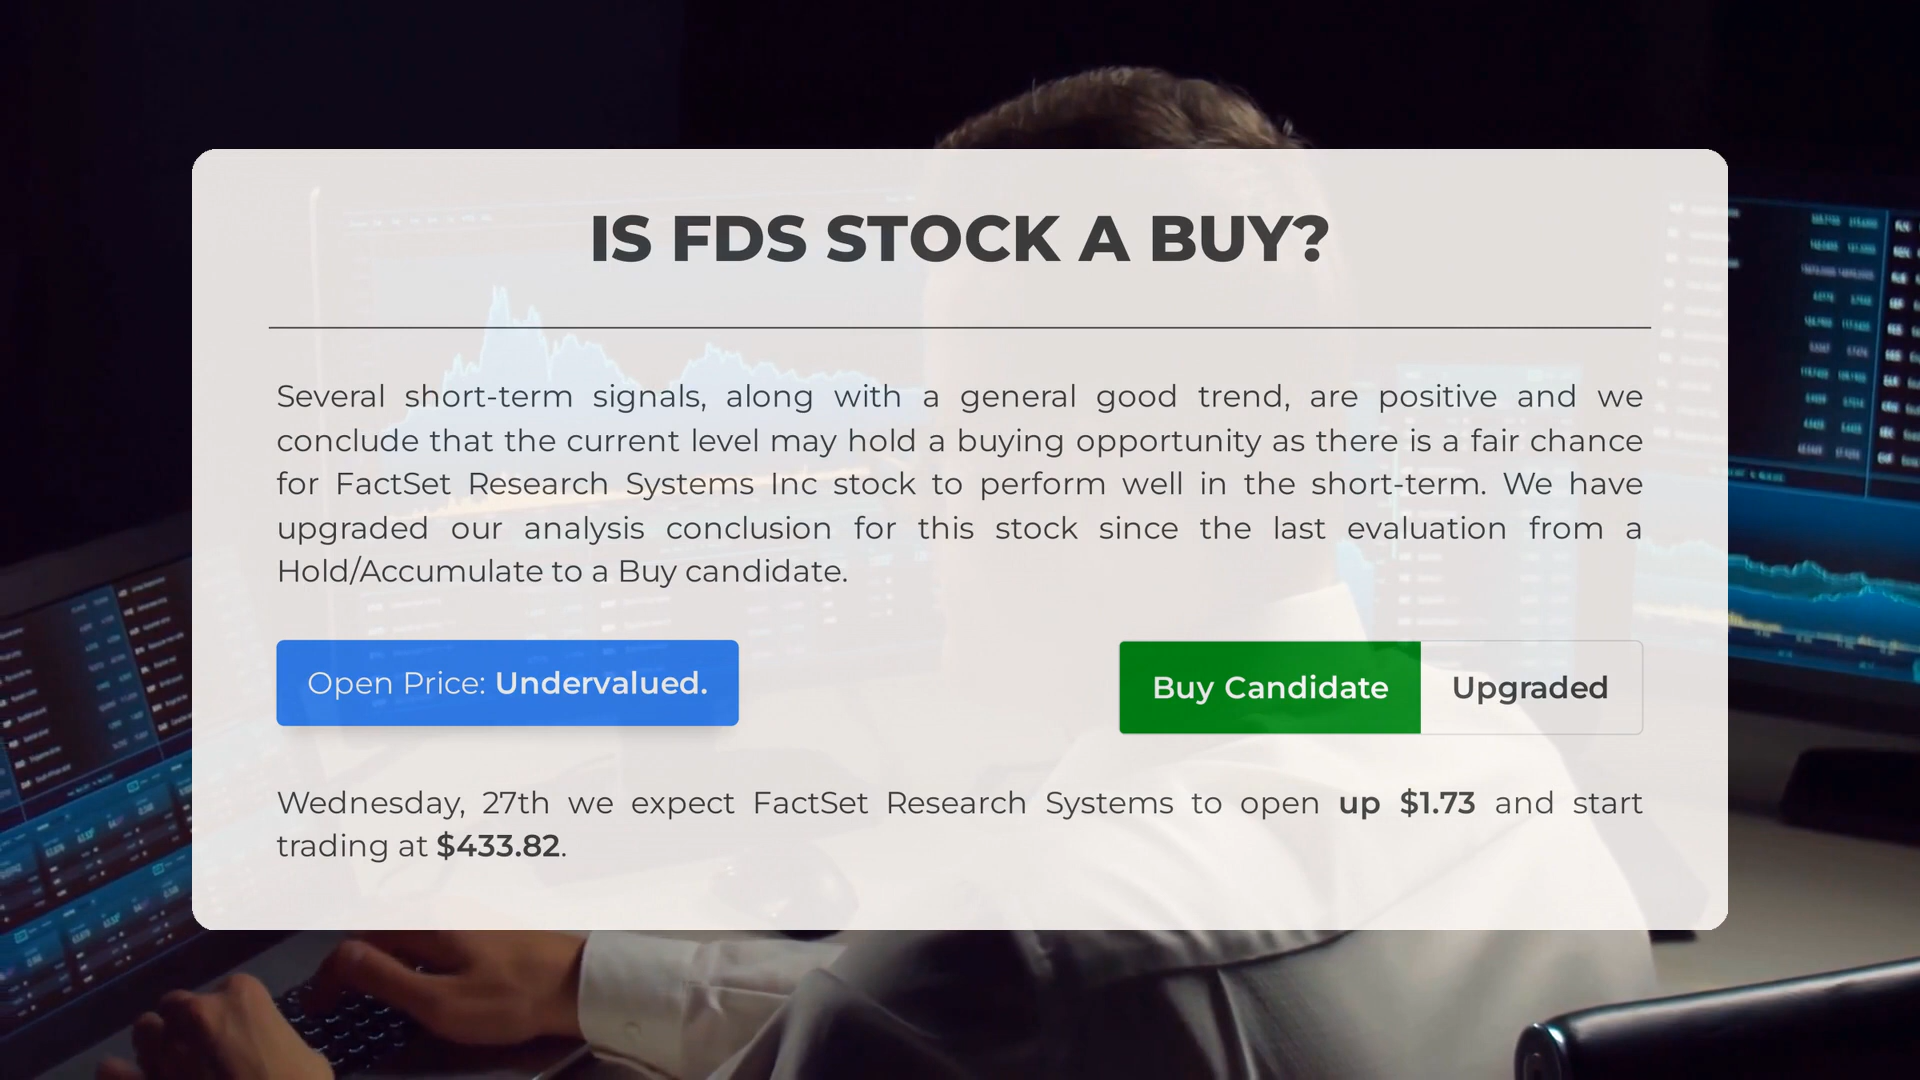 IS FDS STOCK A BUY?
Several short-term signals, along with a general good trend, are positive and we
conclude that the current level may hold a buying opportunity as there is a fair chance
for FactSet Research Systems Inc stock to perform well in the short-term. We have
upgraded our analysis conclusion for this stock since the last evaluation from a
Hold/Accumulate to a Buy candidate.
Open Price: Undervalued.
Buy Candidate Upgraded
Wednesday, 27th we expect FactSet Research Systems to open up $1.73 and start
trading at $433.82.